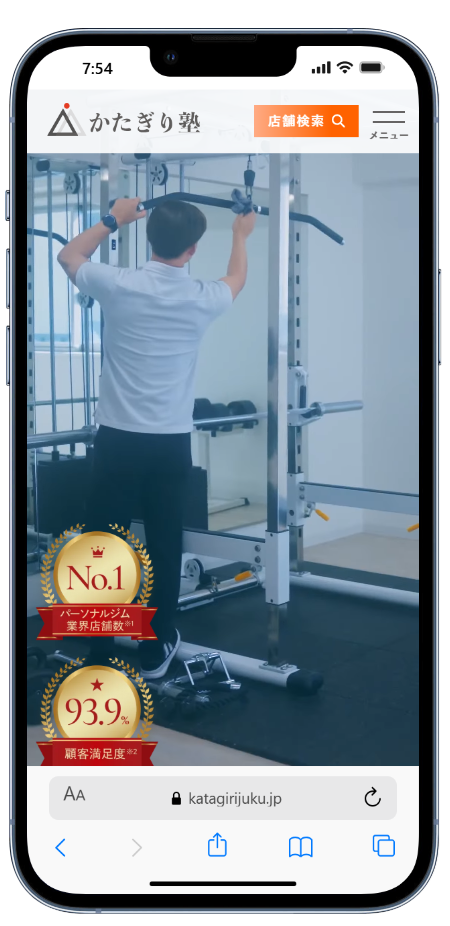 7:54
かたぎり塾
店舗検索
メニュー
No.1
パーソナルジム
業界店舗数※1
93.9%
顧客満足度※2
AA
katagirijuku.jp